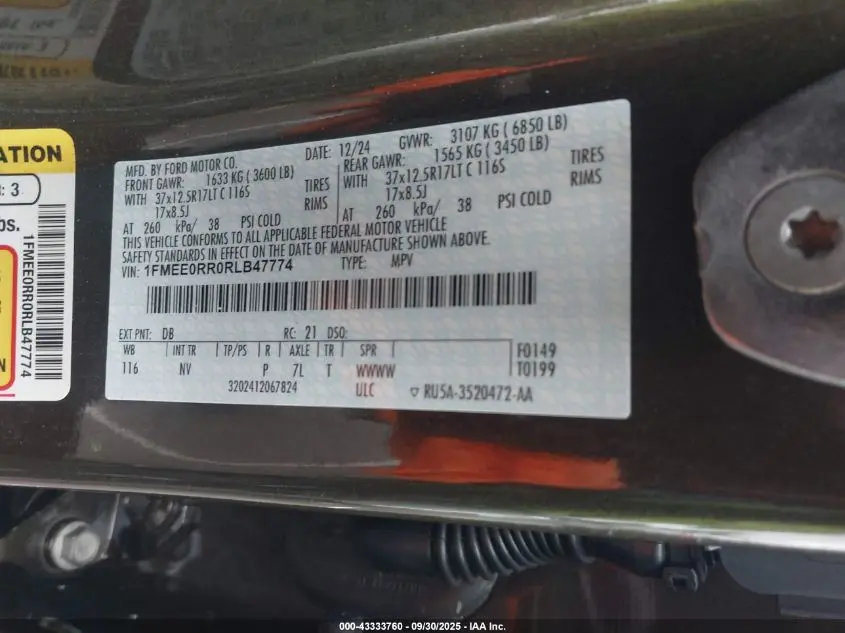 ATION
: 3
bs.
1FMEE0RR0RLB47774
N
MFD. BY FORD MOTOR CO.
DATE: 12/24
GVWR: 3107 KG ( 6850 LB)
FRONT GAWR: 1633 KG ( 3600 LB)
REAR GAWR: 1565 KG ( 3450 LB)
WITH 37x12.5R17LT C 116S TIRES
WITH 37x12.5R17LT C 116S TIRES
17x8.5J RIMS
17x8.5J RIMS
AT 260 kPa/ 38 PSI COLD
AT 260 kPa/ 38 PSI COLD
THIS VEHICLE CONFORMS TO ALL APPLICABLE FEDERAL MOTOR VEHICLE
SAFETY STANDARDS IN EFFECT ON THE DATE OF MANUFACTURE SHOWN ABOVE.
VIN: 1FMEE0RR0RLB47774 TYPE: MPV
EXT PNT: DB RC: 21 DSO:
WB INT TR TP/PS R AXLE TR SPR F0149
116 NV P 7L T WWWW T0199
3202412067824 ULC ▽ RU5A-3520472-AA
000-43333760 - 09/30/2025 - IAA Inc.